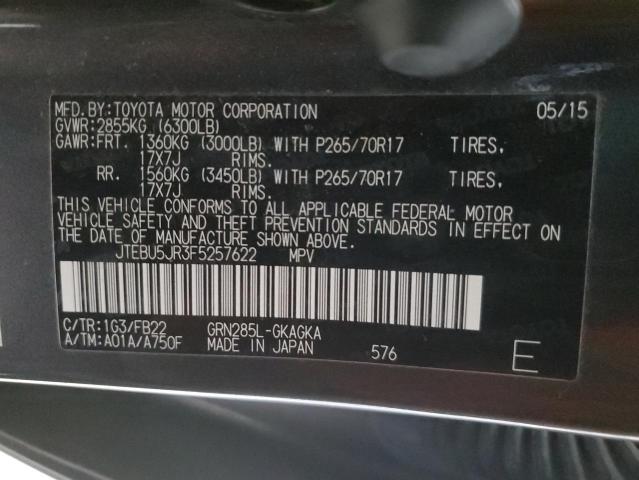 MFD.BY:TOYOTA MOTOR CORPORATION 05/15
GVWR:2855KG (6300LB)
GAWR:FRT. 1360KG (3000LB) WITH P265/70R17 TIRES,
17X7J RIMS.
RR. 1560KG (3450LB) WITH P265/70R17 TIRES,
17X7J RIMS.
THIS VEHICLE CONFORMS TO ALL APPLICABLE FEDERAL MOTOR
VEHICLE SAFETY AND THEFT PREVENTION STANDARDS IN EFFECT ON
THE DATE OF MANUFACTURE SHOWN ABOVE.
JTEBU5JR3F5257622 MPV
C/TR:1G3/FB22 GRN285L-GKAGKA
A/TM:A01A/A750F MADE IN JAPAN 576 E